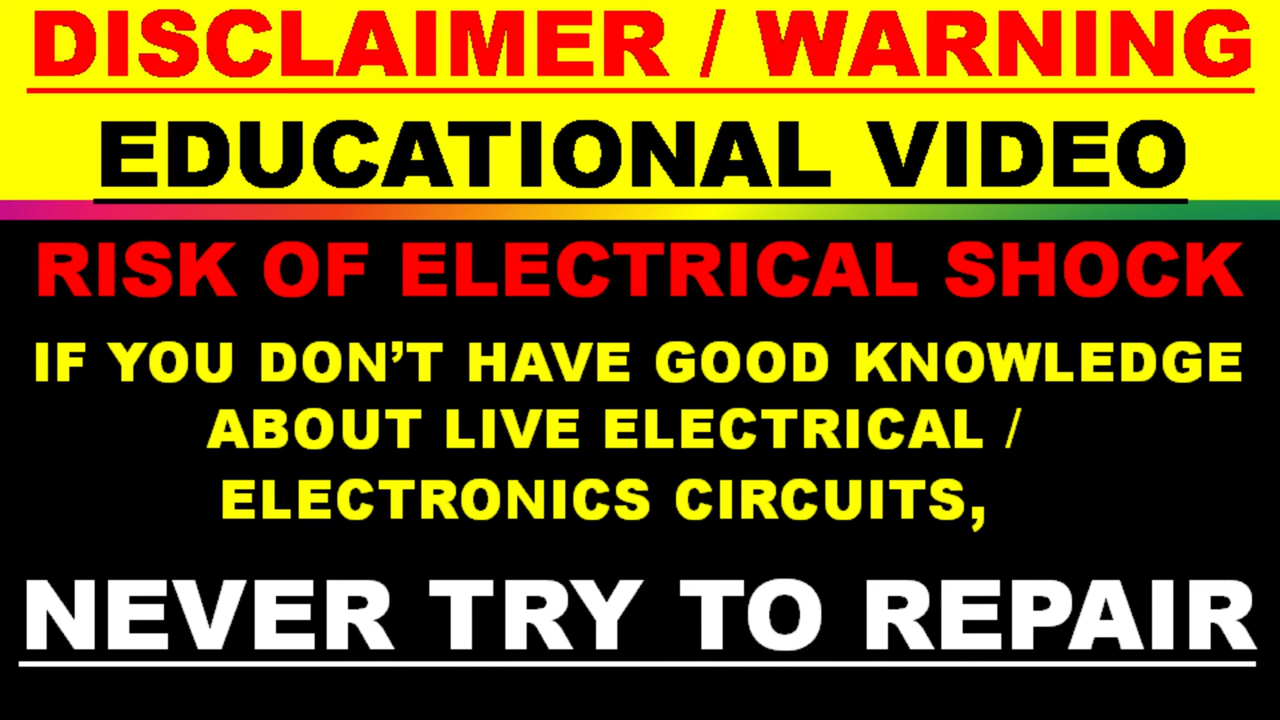 DISCLAIMER / WARNING
EDUCATIONAL VIDEO
RISK OF ELECTRICAL SHOCK
IF YOU DON’T HAVE GOOD KNOWLEDGE
ABOUT LIVE ELECTRICAL /
ELECTRONICS CIRCUITS,
NEVER TRY TO REPAIR